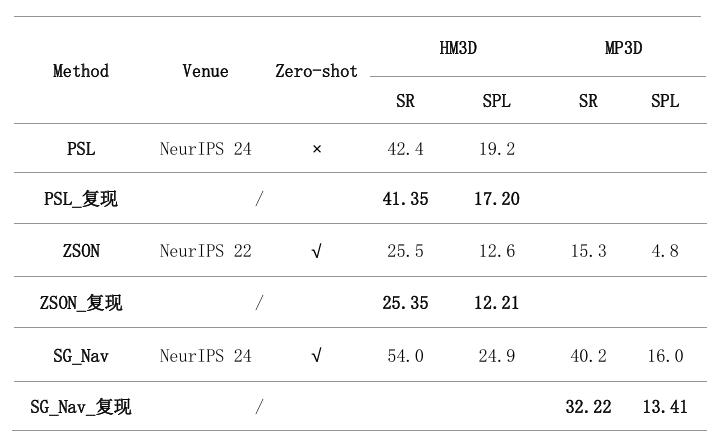 Method Venue Zero-shot HM3D MP3D
SR SPL SR SPL
PSL NeurIPS 24 × 42.4 19.2
PSL_复现 / 41.35 17.20
ZSON NeurIPS 22 √ 25.5 12.6 15.3 4.8
ZSON_复现 / 25.35 12.21
SG_Nav NeurIPS 24 √ 54.0 24.9 40.2 16.0
SG_Nav_复现 / 32.22 13.41